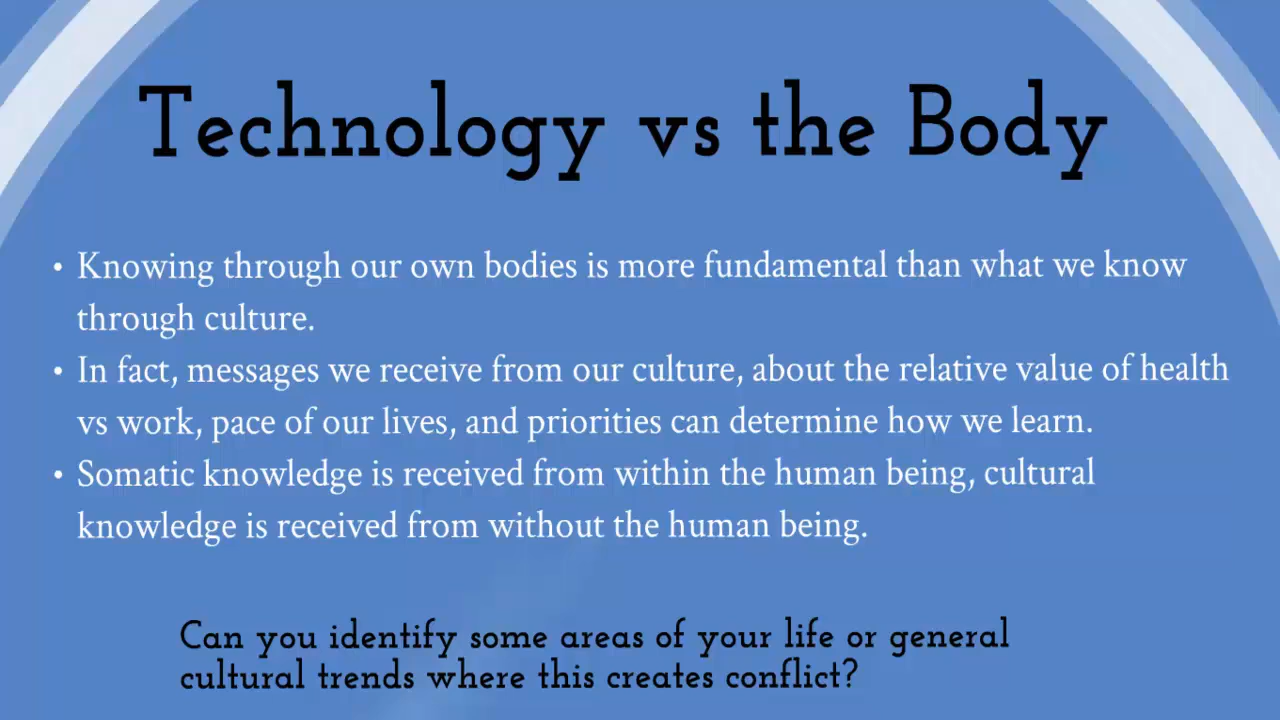 Technology vs the Body
• Knowing through our own bodies is more fundamental than what we know
through culture.
• In fact, messages we receive from our culture, about the relative value of health
vs work, pace of our lives, and priorities can determine how we learn.
• Somatic knowledge is received from within the human being, cultural
knowledge is received from without the human being.
Can you identify some areas of your life or general
cultural trends where this creates conflict?